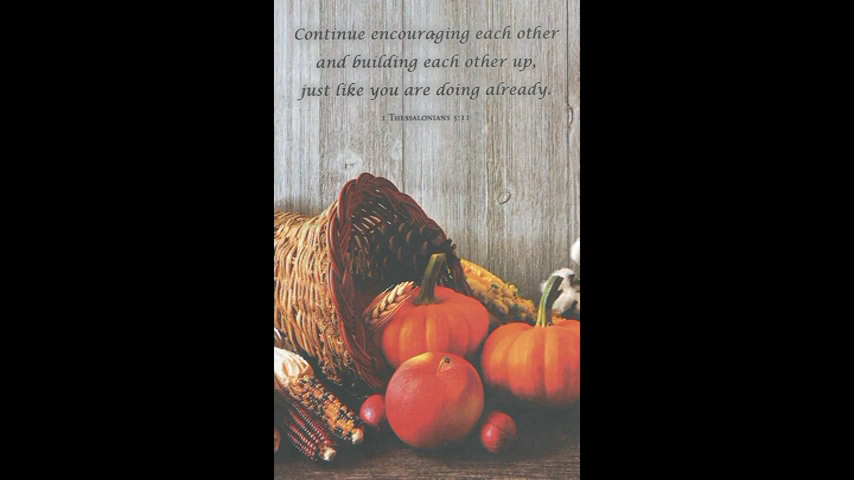 Continue encouraging each other
and building each other up,
just like you are doing already.
1 Thessalonians 5:11